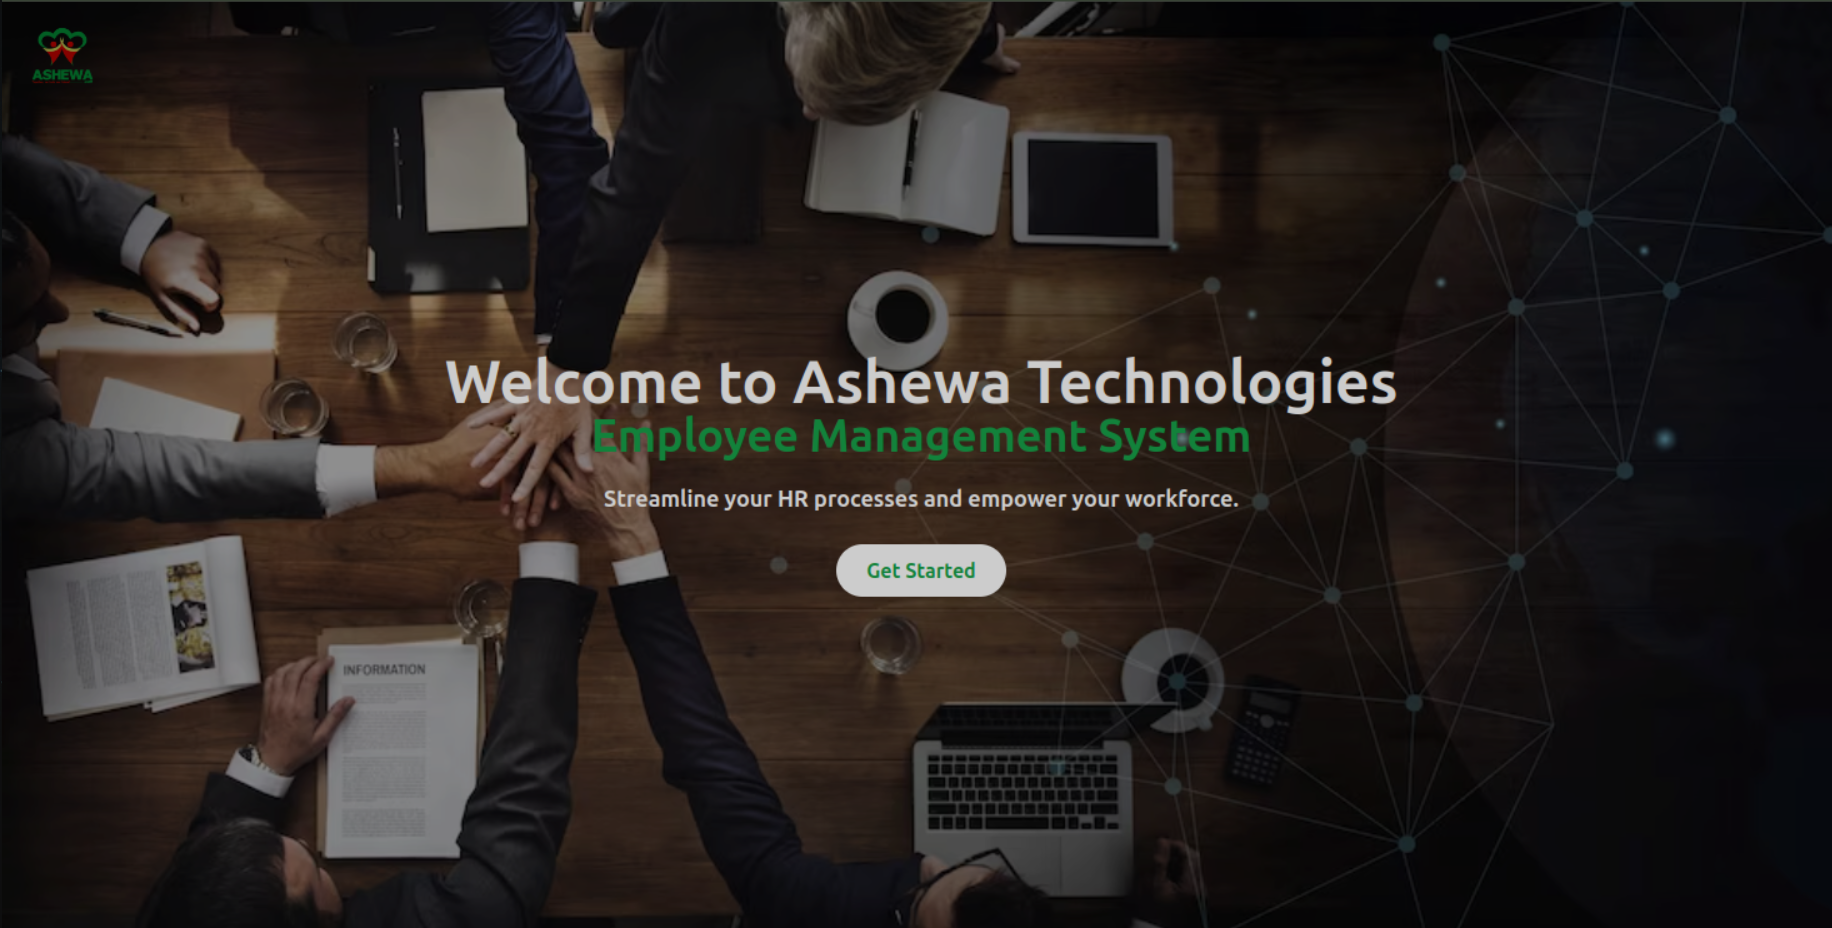 ASHEWA
Welcome to Ashewa Technologies
Employee Management System
Streamline your HR processes and empower your workforce.
Get Started
INFORMATION